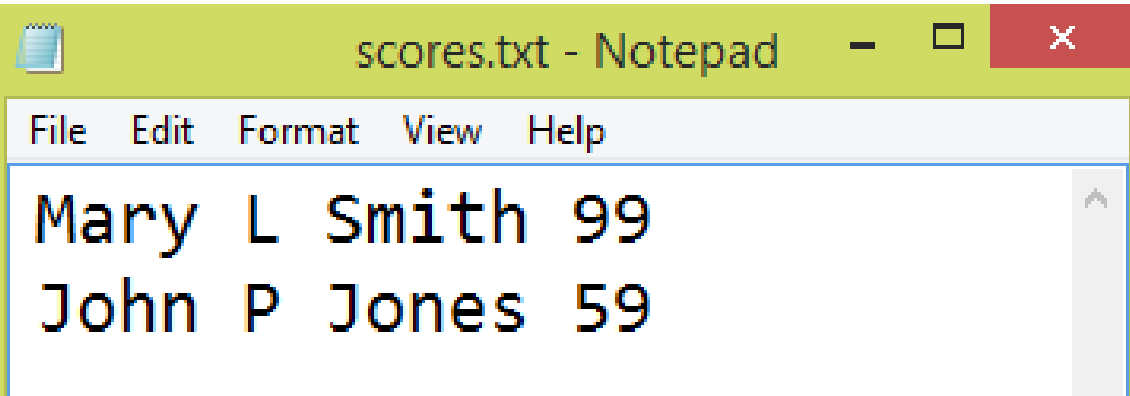 scores.txt - Notepad
File Edit Format View Help
Mary L Smith 99
John P Jones 59